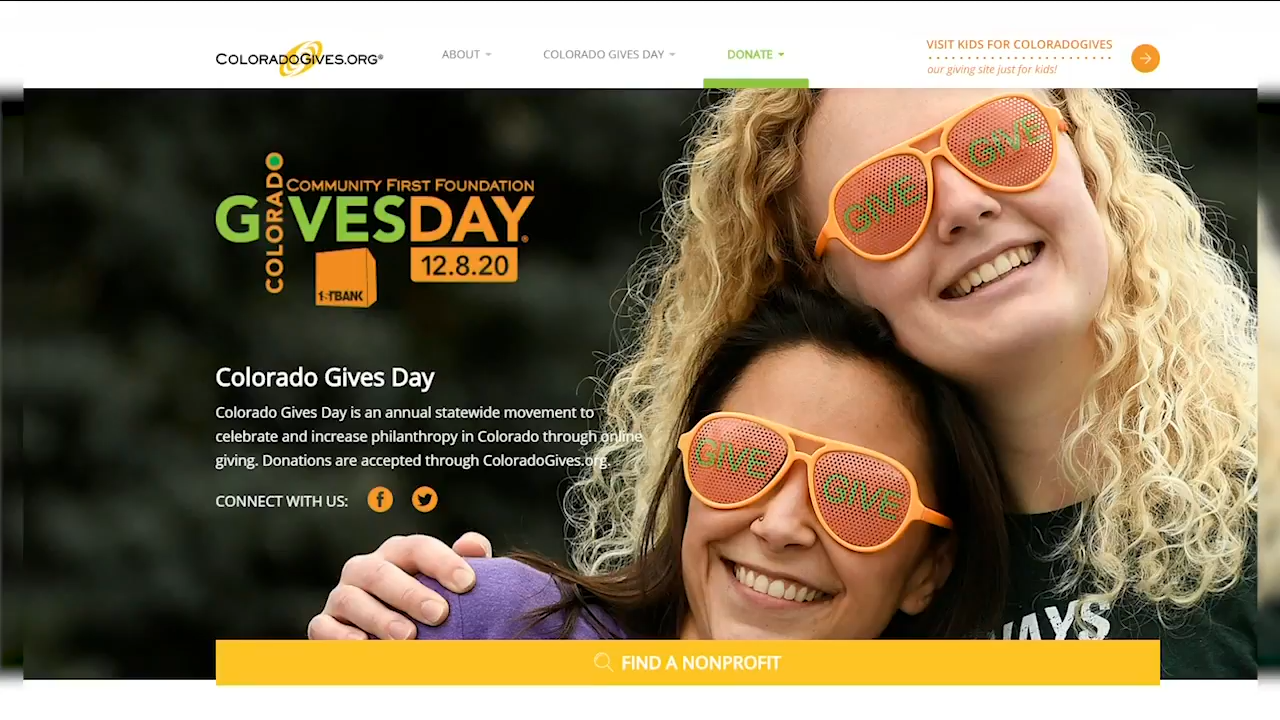 COLORADOGIVES.ORG®
ABOUT
COLORADO GIVES DAY
DONATE
VISIT KIDS FOR COLORADOGIVES
our giving site just for kids!
COMMUNITY FIRST FOUNDATION
COLORADO
GIVESDAY®
12.8.20
1STBANK
GIVE
GIVE
Colorado Gives Day
Colorado Gives Day is an annual statewide movement to
celebrate and increase philanthropy in Colorado through online
giving. Donations are accepted through ColoradoGives.org.
GIVE
GIVE
CONNECT WITH US:
FIND A NONPROFIT